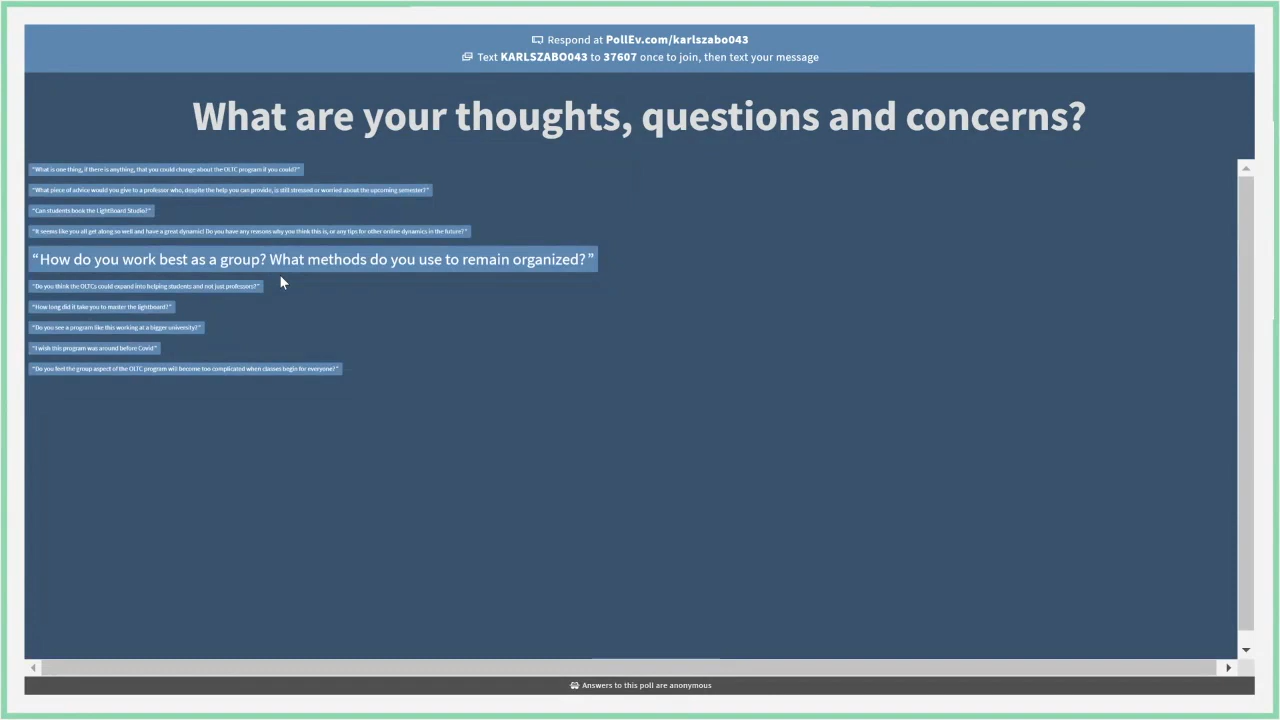 Respond at PollEv.com/karlszabo043
Text KARLSZABO043 to 37607 once to join, then text your message
What are your thoughts, questions and concerns?
“What is one thing, if there is anything, that you could change about the OLTC program if you could?”
“What piece of advice would you give to a professor who, despite the help you can provide, is still stressed or worried about the upcoming semester?”
“Can students book the LightBoard Studio?”
“It seems like you all get along so well and have a great dynamic! Do you have any reasons why you think this is, or any tips for other online dynamics in the future?”
“How do you work best as a group? What methods do you use to remain organized? ”
“Do you think the OLTCs could expand into helping students and not just professors?”
“How long did it take you to master the lightboard?”
“Do you see a program like this working at a bigger university?”
“I wish this program was around before Covid”
“Do you feel the group aspect of the OLTC program will become too complicated when classes begin for everyone? ”
Answers to this poll are anonymous